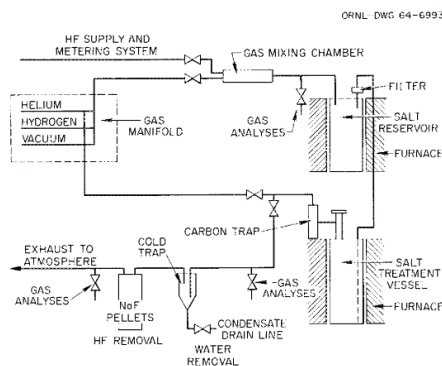 ORNL-DWG 64-6993
HF SUPPLY AND
METERING SYSTEM
GAS MIXING CHAMBER
FILTER
HELIUM
HYDROGEN
VACUUM
GAS
MANIFOLD
GAS
ANALYSES
SALT
RESERVOIR
FURNACE
CARBON TRAP
EXHAUST TO
ATMOSPHERE
COLD
TRAP
SALT
TREATMENT
VESSEL
GAS
ANALYSES
NaF
PELLETS
GAS ANALYSES
FURNACE
HF REMOVAL
CONDENSATE
DRAIN LINE
WATER
REMOVAL